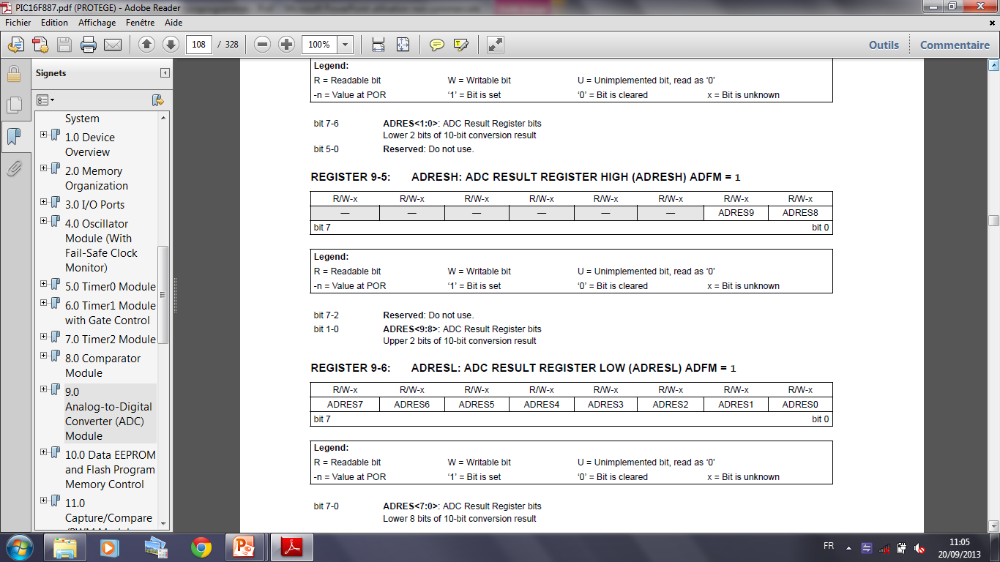 PIC16F887.pdf (PROTEGE) - Adobe Reader
Fichier Edition Affichage Fenêtre Aide
108 / 328 100% Outils Commentaire
Signets
System
1.0 Device
Overview
2.0 Memory
Organization
3.0 I/O Ports
4.0 Oscillator
Module (With
Fail-Safe Clock
Monitor)
5.0 Timer0 Module
6.0 Timer1 Module
with Gate Control
7.0 Timer2 Module
8.0 Comparator
Module
9.0
Analog-to-Digital
Converter (ADC)
Module
10.0 Data EEPROM
and Flash Program
Memory Control
11.0
Capture/Compare
Legend:
R = Readable bit W = Writable bit U = Unimplemented bit, read as ‘0’
-n = Value at POR ‘1’ = Bit is set ‘0’ = Bit is cleared x = Bit is unknown
bit 7-6 ADRES<1:0>: ADC Result Register bits
Lower 2 bits of 10-bit conversion result
bit 5-0 Reserved: Do not use.
REGISTER 9-5: ADRESH: ADC RESULT REGISTER HIGH (ADRESH) ADFM = 1
R/W-x R/W-x R/W-x R/W-x R/W-x R/W-x R/W-x R/W-x
— — — — — — ADRES9 ADRES8
bit 7 bit 0
Legend:
R = Readable bit W = Writable bit U = Unimplemented bit, read as ‘0’
-n = Value at POR ‘1’ = Bit is set ‘0’ = Bit is cleared x = Bit is unknown
bit 7-2 Reserved: Do not use.
bit 1-0 ADRES<9:8>: ADC Result Register bits
Upper 2 bits of 10-bit conversion result
REGISTER 9-6: ADRESL: ADC RESULT REGISTER LOW (ADRESL) ADFM = 1
R/W-x R/W-x R/W-x R/W-x R/W-x R/W-x R/W-x R/W-x
ADRES7 ADRES6 ADRES5 ADRES4 ADRES3 ADRES2 ADRES1 ADRES0
bit 7 bit 0
Legend:
R = Readable bit W = Writable bit U = Unimplemented bit, read as ‘0’
-n = Value at POR ‘1’ = Bit is set ‘0’ = Bit is cleared x = Bit is unknown
bit 7-0 ADRES<7:0>: ADC Result Register bits
Lower 8 bits of 10-bit conversion result
FR 11:05
20/09/2013